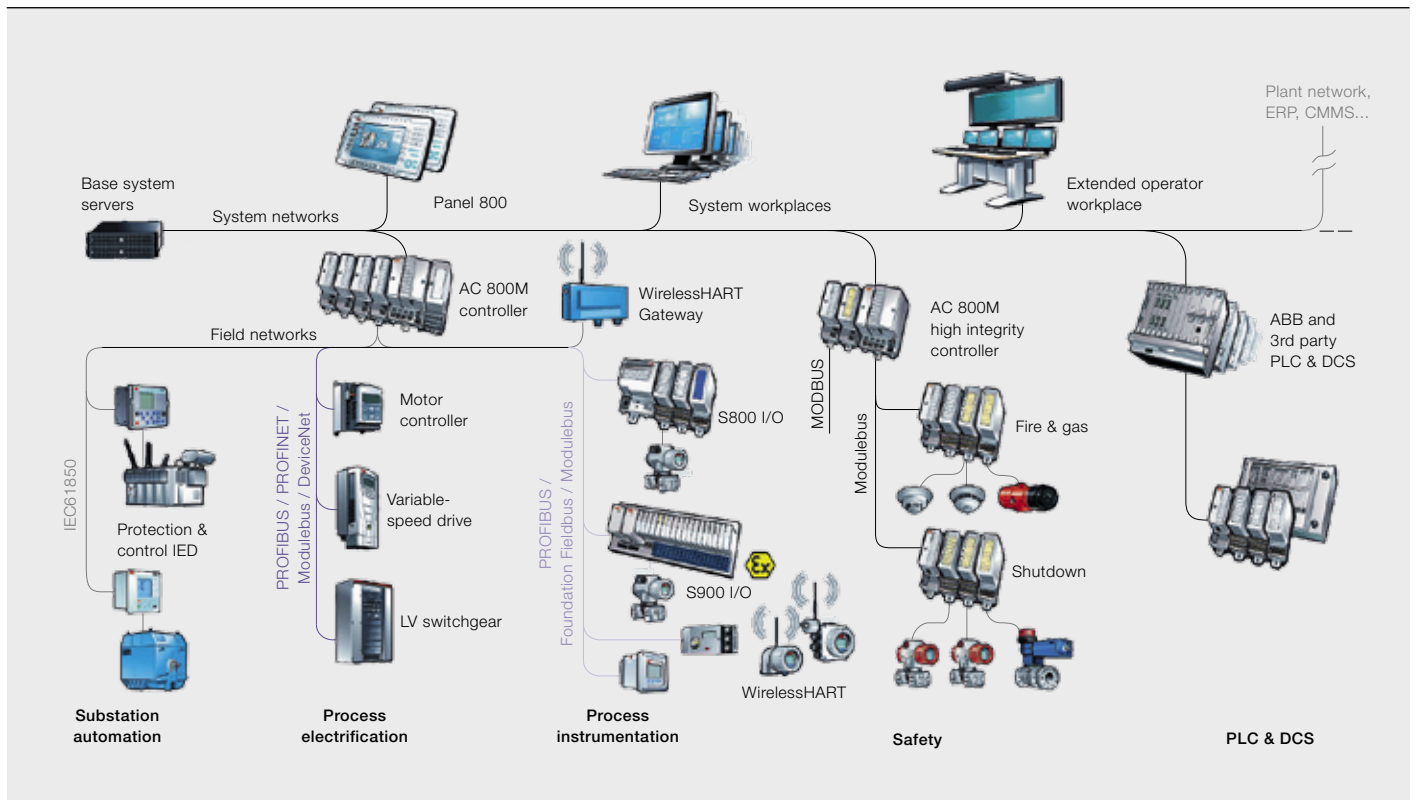 Plant network,
ERP, CMMS...
Base system
servers
System networks
Panel 800
System workplaces
Extended operator
workplace
AC 800M
controller
WirelessHART
Gateway
AC 800M
high integrity
controller
ABB and
3rd party
PLC & DCS
Field networks
IEC61850
Protection &
control IED
PROFIBUS / PROFINET /
Modulebus / DeviceNet
Motor
controller
Variable-
speed drive
LV switchgear
PROFIBUS /
Foundation Fieldbus / Modulebus
S800 I/O
S900 I/O
εx
WirelessHART
MODBUS
Modulebus
Fire & gas
Shutdown
Substation
automation
Process
electrification
Process
instrumentation
Safety
PLC & DCS